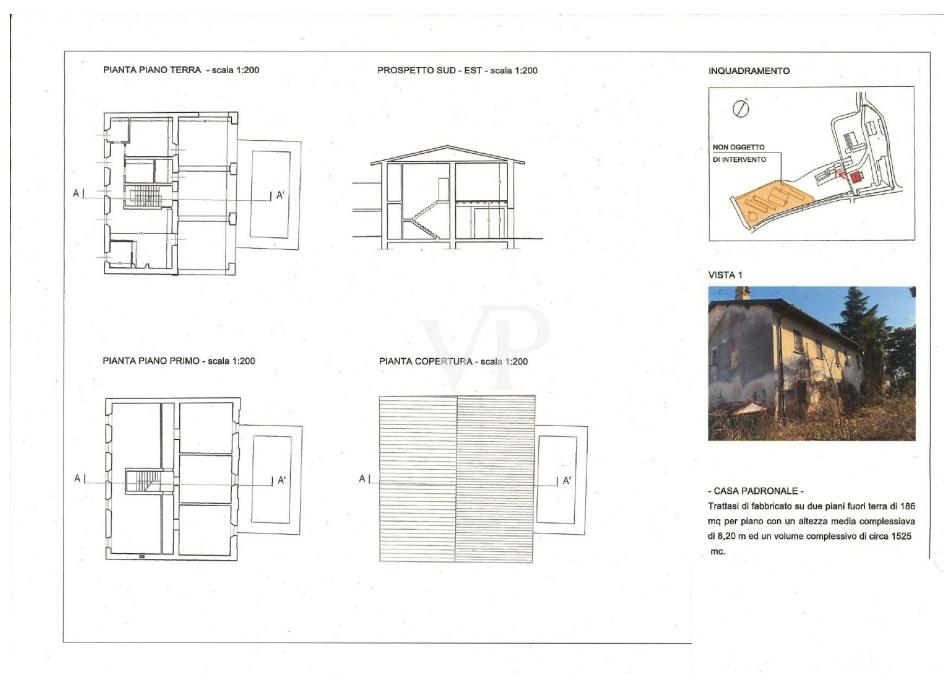 PIANTA PIANO TERRA - scala 1:200
PROSPETTO SUD - EST - scala 1:200
INQUADRAMENTO
NON OGGETTO
DI INTERVENTO
A
A'
VISTA 1
VP
PIANTA PIANO PRIMO - scala 1:200
PIANTA COPERTURA - scala 1:200
A
A'
A
A'
- CASA PADRONALE -
Trattasi di fabbricato su due piani fuori terra di 186
mq per piano con un altezza media complessiava
di 8,20 m ed un volume complessivo di circa 1525
mc.